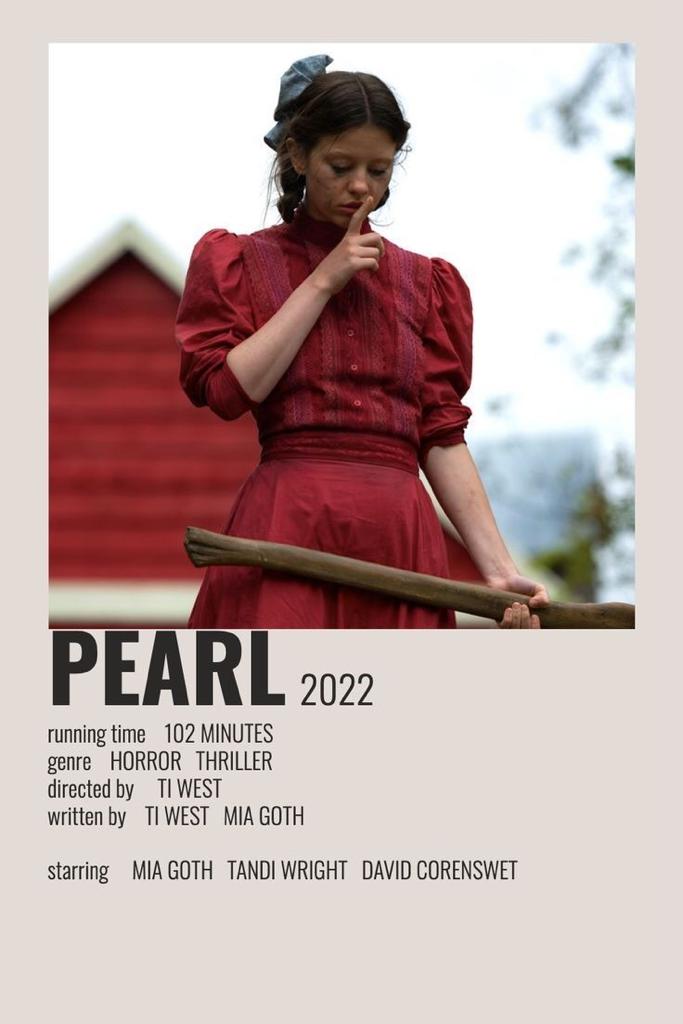 PEARL 2022
running time 102 MINUTES
genre HORROR THRILLER
directed by TI WEST
written by TI WEST MIA GOTH
starring MIA GOTH TANDI WRIGHT DAVID CORENSWET